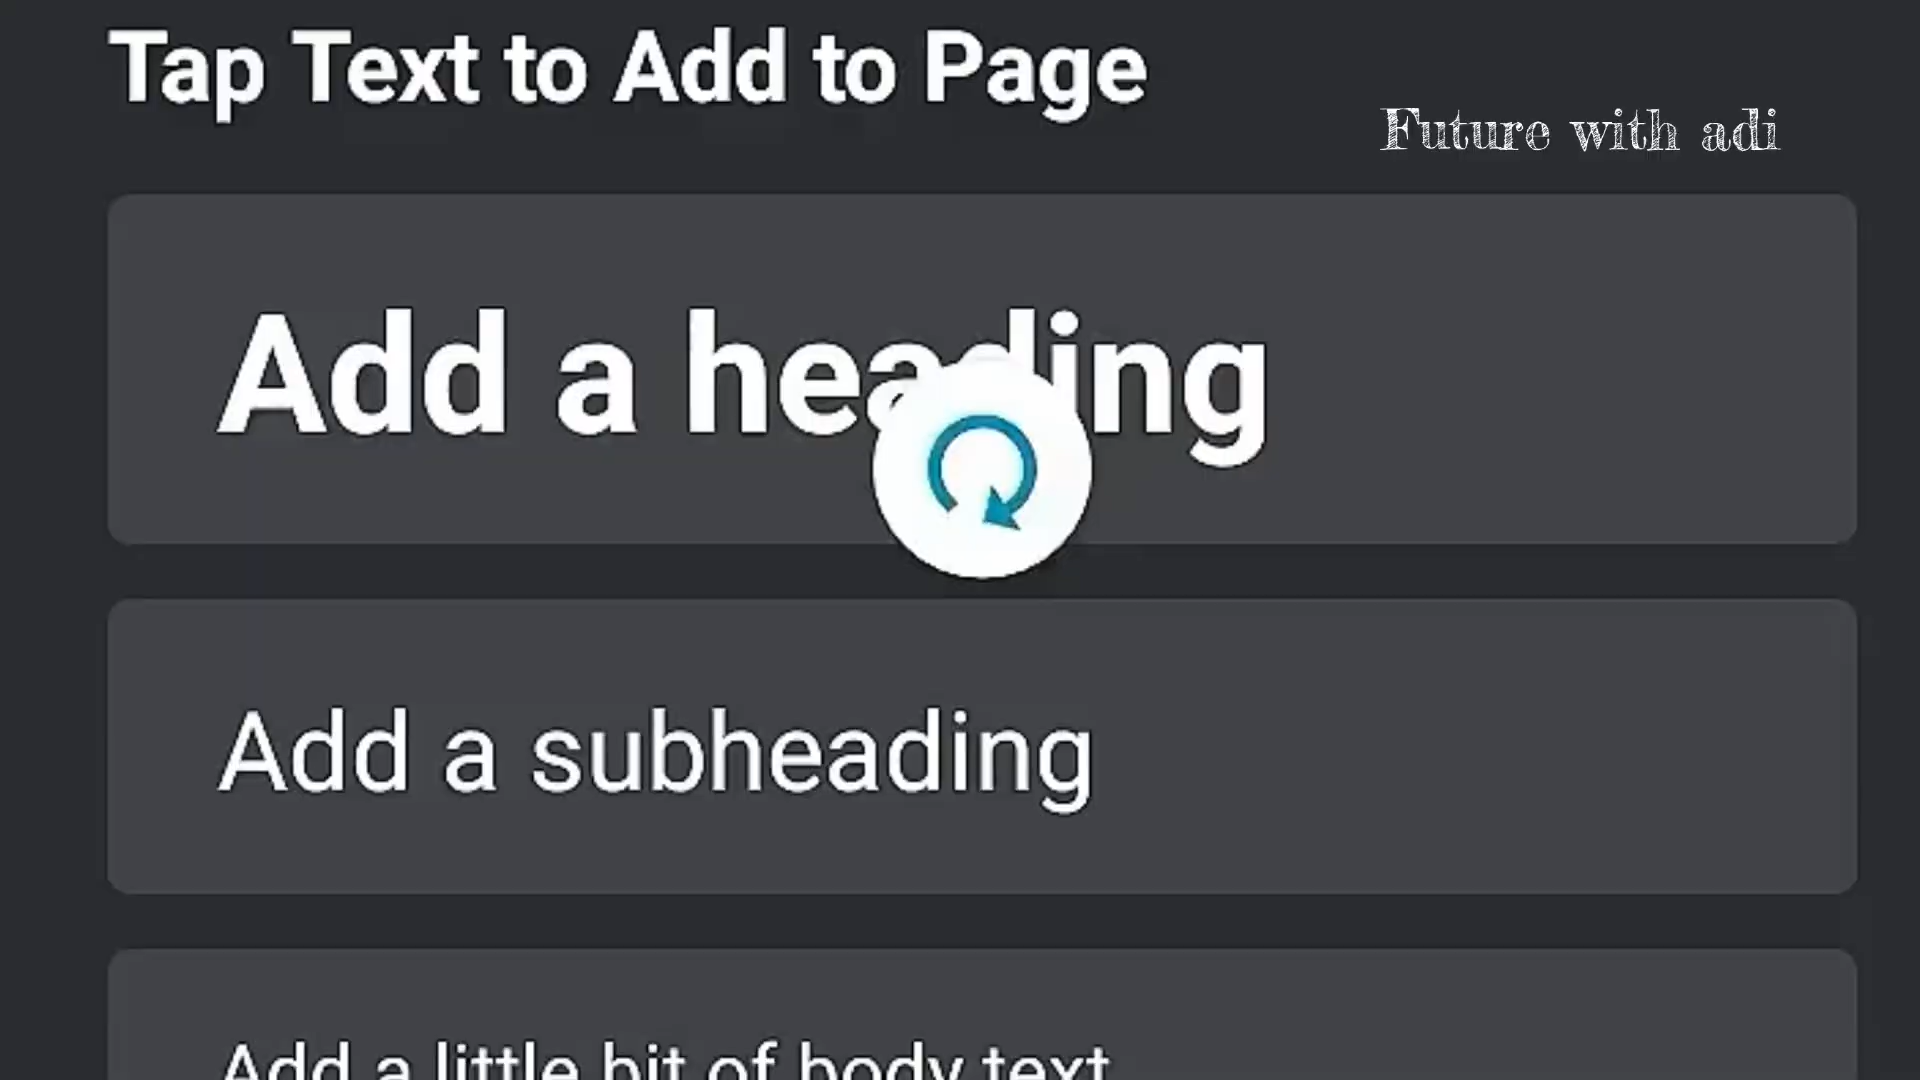 Tap Text to Add to Page
Future with adi
Add a heading
Add a subheading
Add a little bit of body text